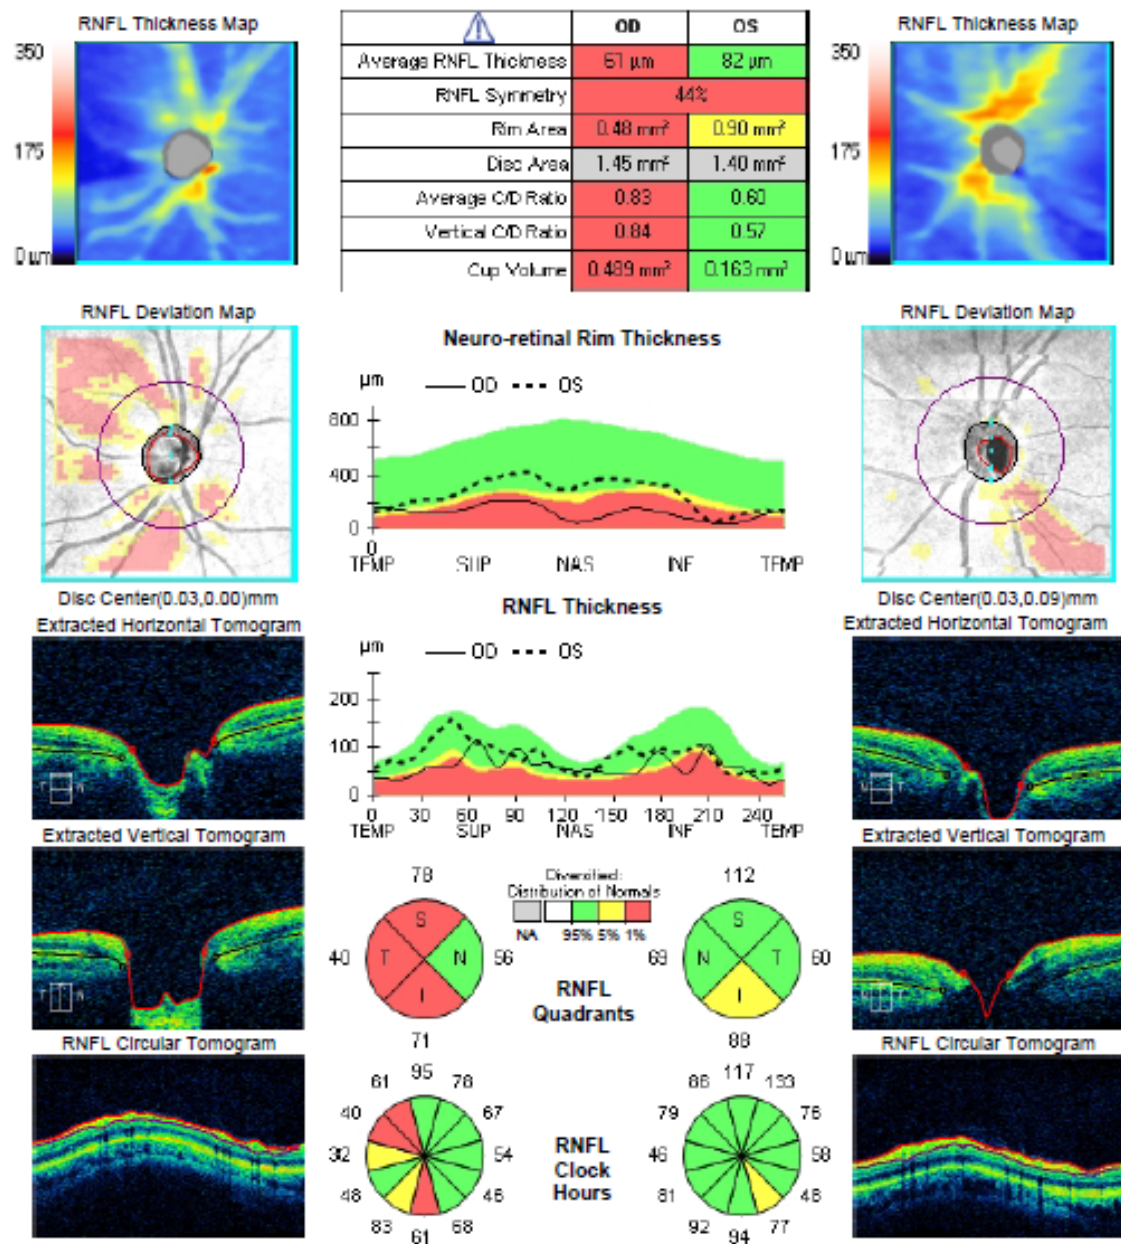 RNFL Thickness Map
350
175
0 µm
OD OS
Average RNFL Thickness 61 µm 82 µm
RNFL Symmetry 44%
Rim Area 0.48 mm² 0.90 mm²
Disc Area 1.45 mm² 1.40 mm²
Average C/D Ratio 0.83 0.60
Vertical C/D Ratio 0.84 0.57
Cup Volume 0.489 mm³ 0.163 mm³
RNFL Thickness Map
350
175
0 µm
RNFL Deviation Map
Disc Center(0.03,0.00)mm
Neuro-retinal Rim Thickness
µm OD OS
800
400
0
0
TEMP SUP NAS INF TEMP
RNFL Deviation Map
Disc Center(0.03,0.09)mm
Extracted Horizontal Tomogram
RNFL Thickness
µm OD OS
200
100
0
0 30 60 90 120 150 180 210 240
TEMP SUP NAS INF TEMP
Extracted Horizontal Tomogram
Extracted Vertical Tomogram
Extracted Vertical Tomogram
Diversified:
Distribution of Normals
NA 95% 5% 1%
78
S
40 T N 56
I
71
RNFL
Quadrants
112
S
69 N T 60
I
88
RNFL Circular Tomogram
RNFL Circular Tomogram
95
61 78
40 67
32 54
48 46
83 68
61
RNFL
Clock
Hours
117
86 133
79 76
46 58
81 48
92 77
94